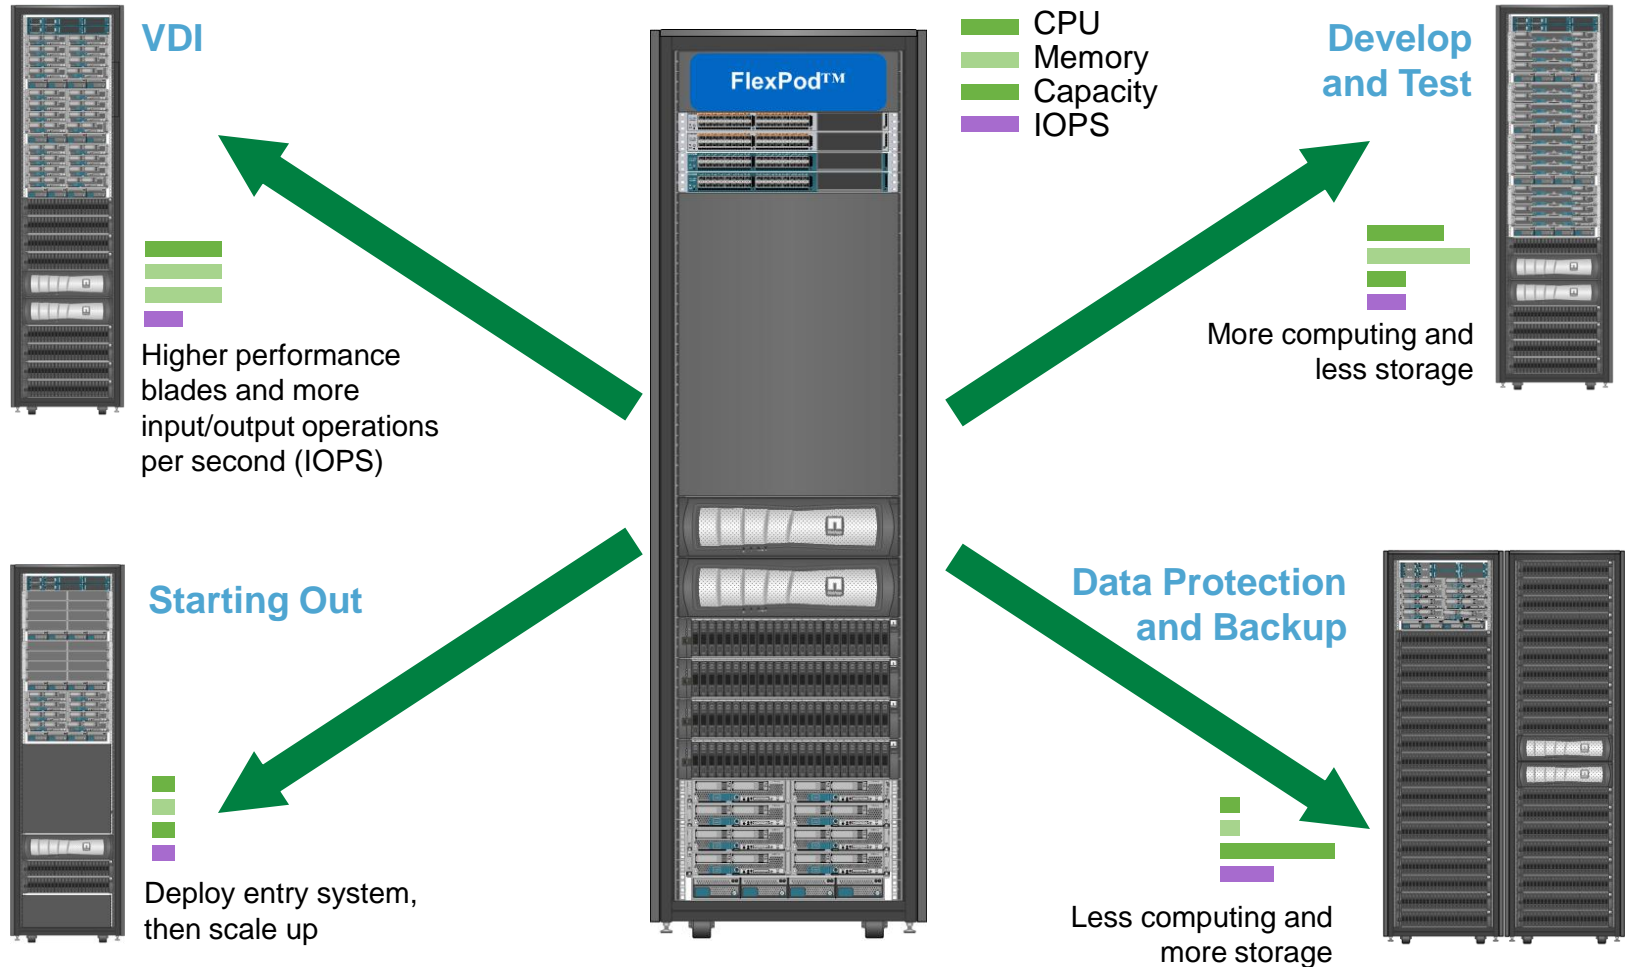 VDI
FlexPod™
CPU
Memory
Capacity
IOPS
Develop
and Test
Higher performance
blades and more
input/output operations
per second (IOPS)
More computing and
less storage
Starting Out
Data Protection
and Backup
Deploy entry system,
then scale up
Less computing and
more storage